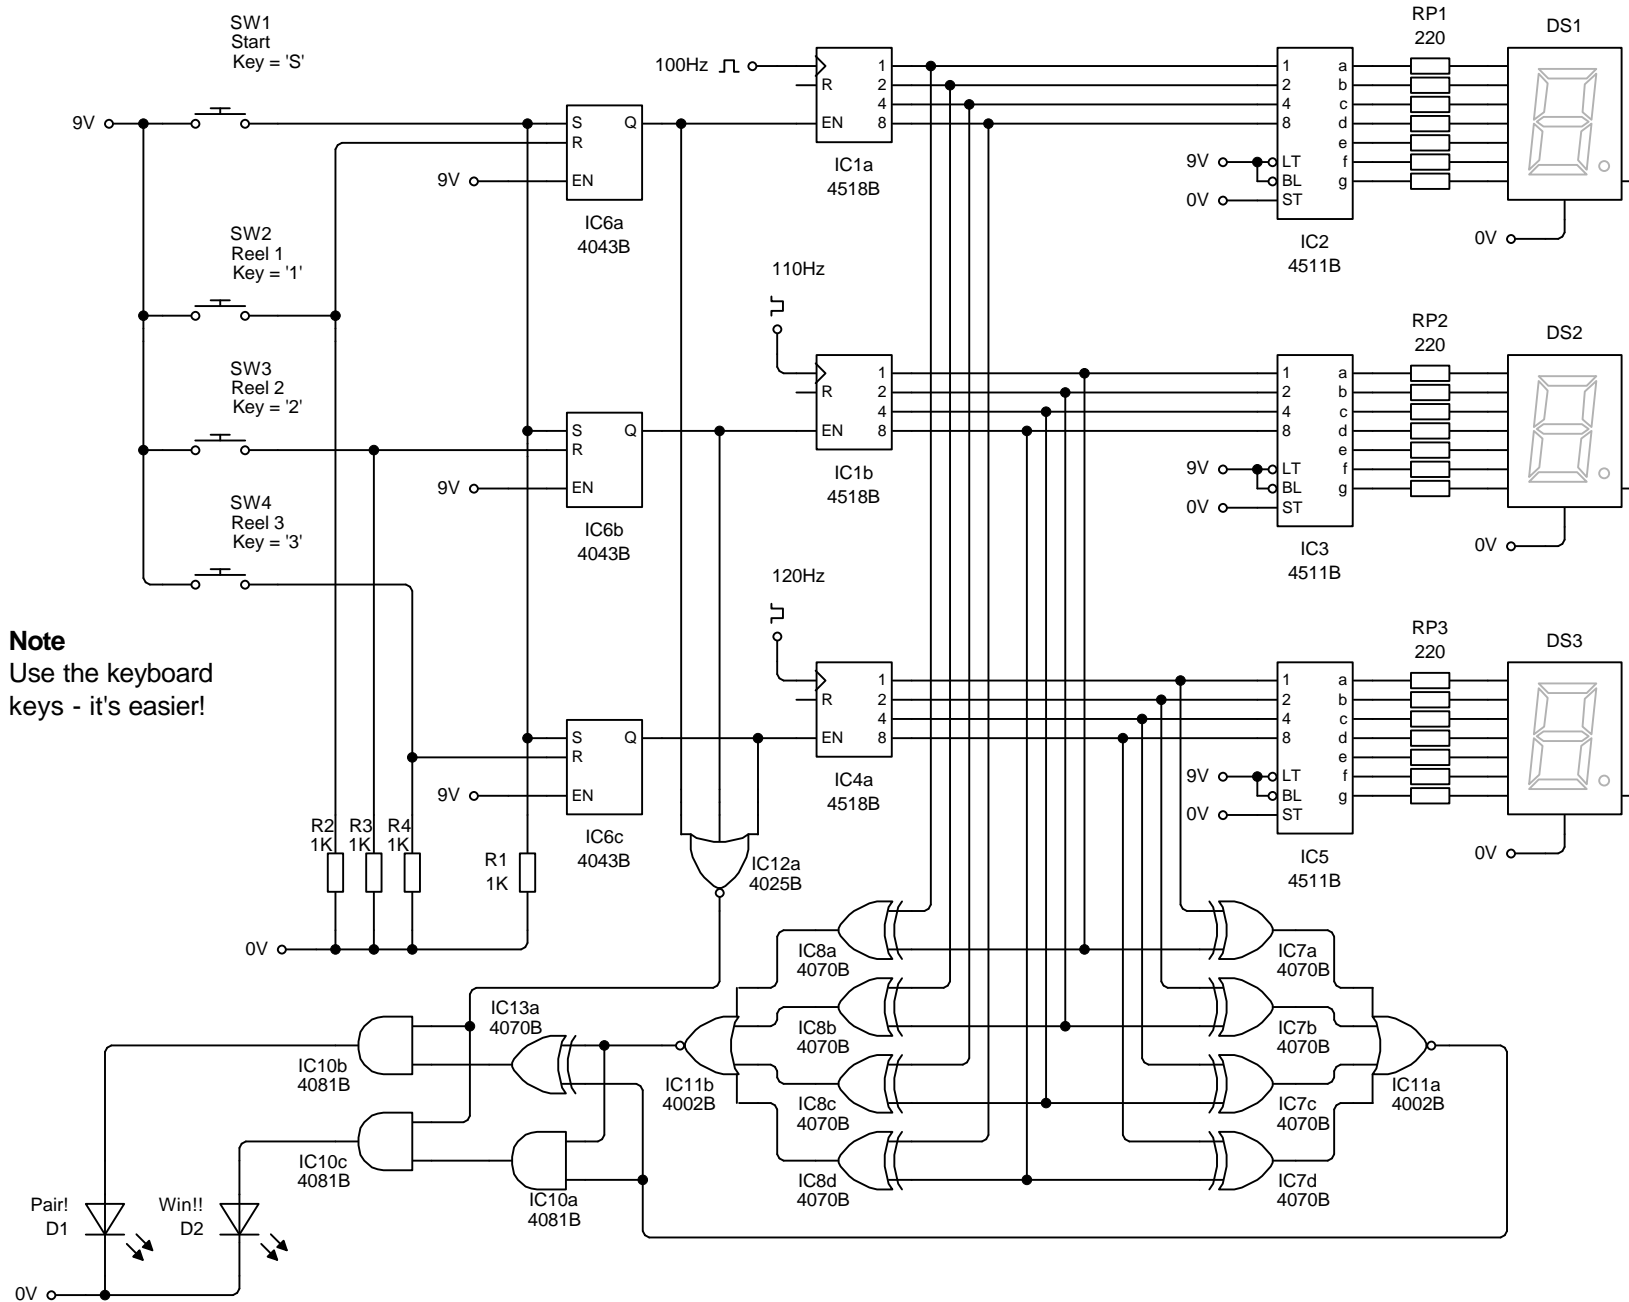 SW1
Start
Key = 'S'
9V
SW2
Reel 1
Key = '1'
SW3
Reel 2
Key = '2'
SW4
Reel 3
Key = '3'
Note
Use the keyboard
keys - it's easier!
S Q
R
9V EN
IC6a
4043B
S Q
R
9V EN
IC6b
4043B
S Q
R
9V EN
IC6c
4043B
R2
1K
R3
1K
R4
1K
R1
1K
0V
100Hz
1
R 2
4
EN 8
IC1a
4518B
110Hz
1
R 2
4
EN 8
IC1b
4518B
120Hz
1
R 2
4
EN 8
IC4a
4518B
RP1
220
DS1
1 a
2 b
4 c
8 d
e
9V LT f
BL g
0V ST
IC2
4511B
0V
RP2
220
DS2
1 a
2 b
4 c
8 d
e
9V LT f
BL g
0V ST
IC3
4511B
0V
RP3
220
DS3
1 a
2 b
4 c
8 d
e
9V LT f
BL g
0V ST
IC5
4511B
0V
IC12a
4025B
IC8a
4070B
IC7a
4070B
IC13a
4070B
IC8b
4070B
IC7b
4070B
IC10b
4081B
IC11b
4002B
IC8c
4070B
IC7c
4070B
IC11a
4002B
IC10c
4081B
IC10a
4081B
IC8d
4070B
IC7d
4070B
Pair!
D1
Win!!
D2
0V